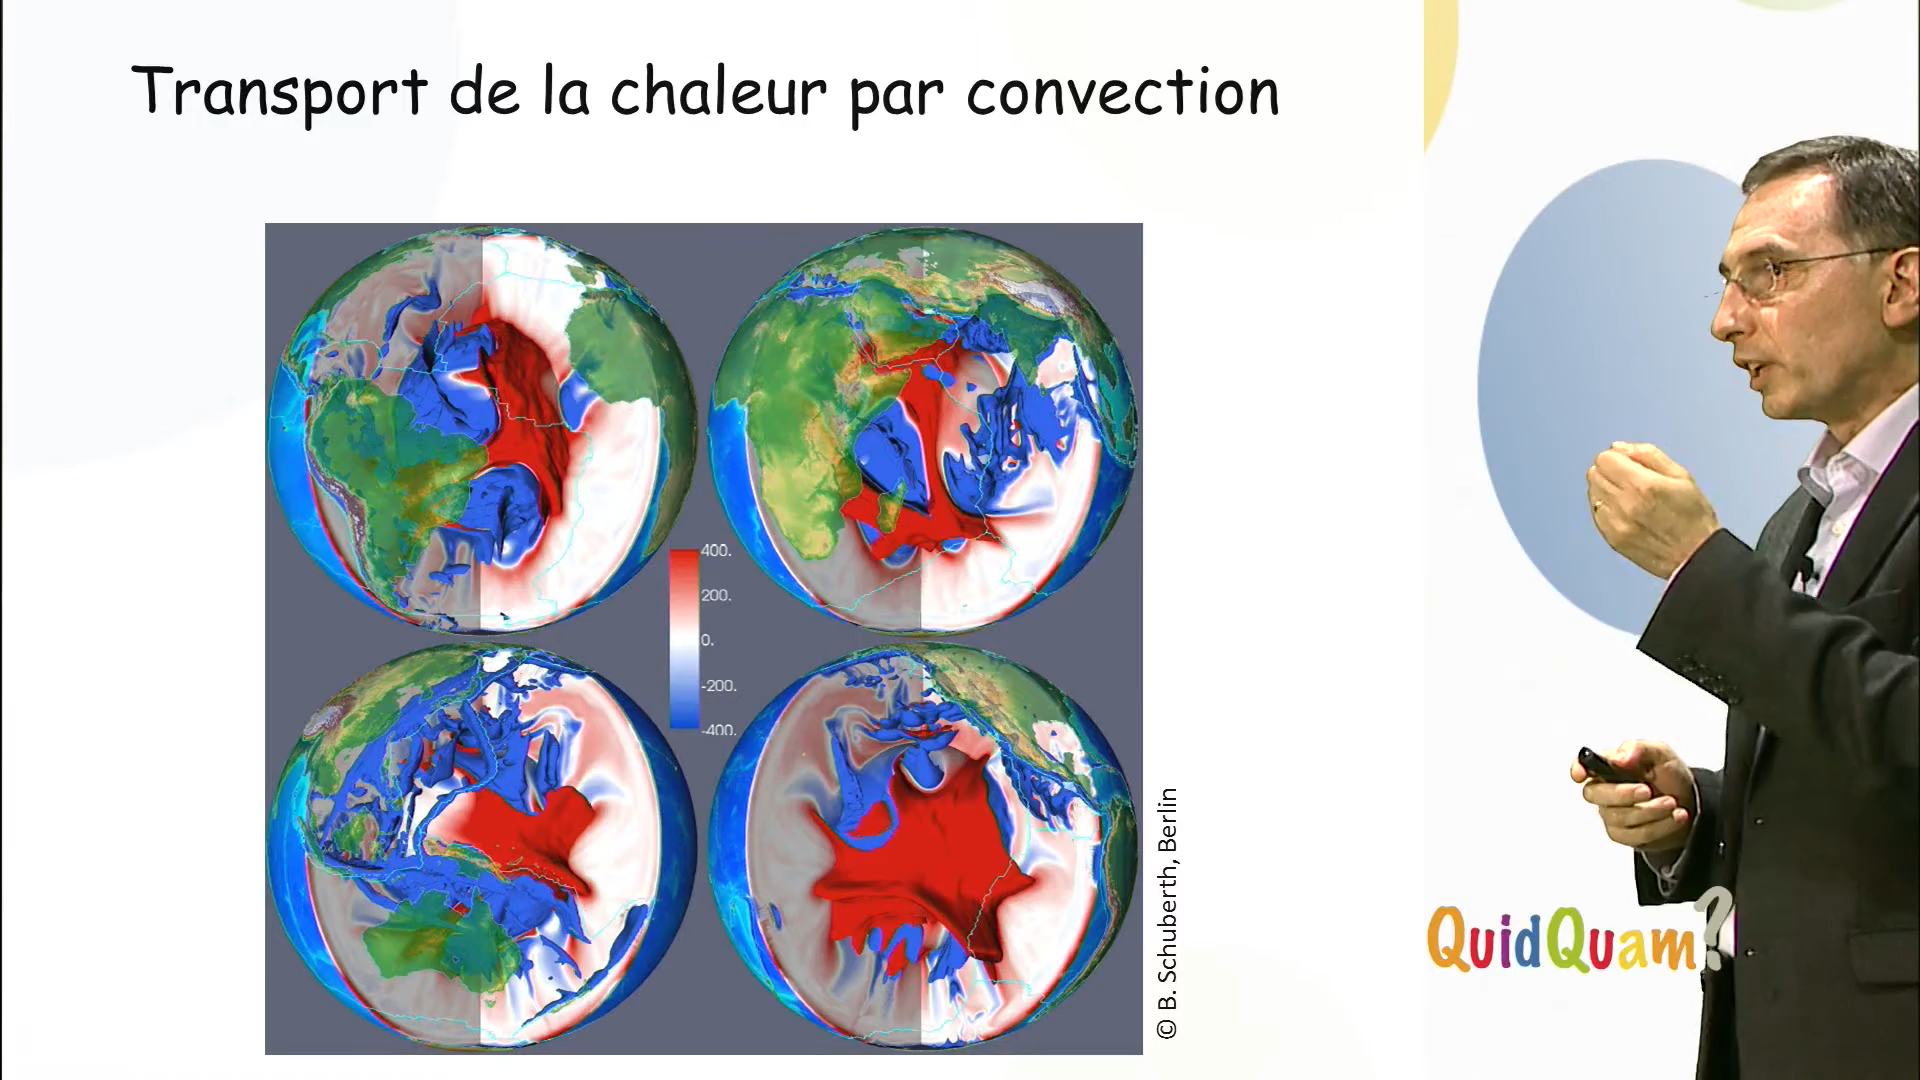 Transport de la chaleur par convection
400.
200.
0.
-200.
-400.
© B. Schuberth, Berlin
QuidQuam?